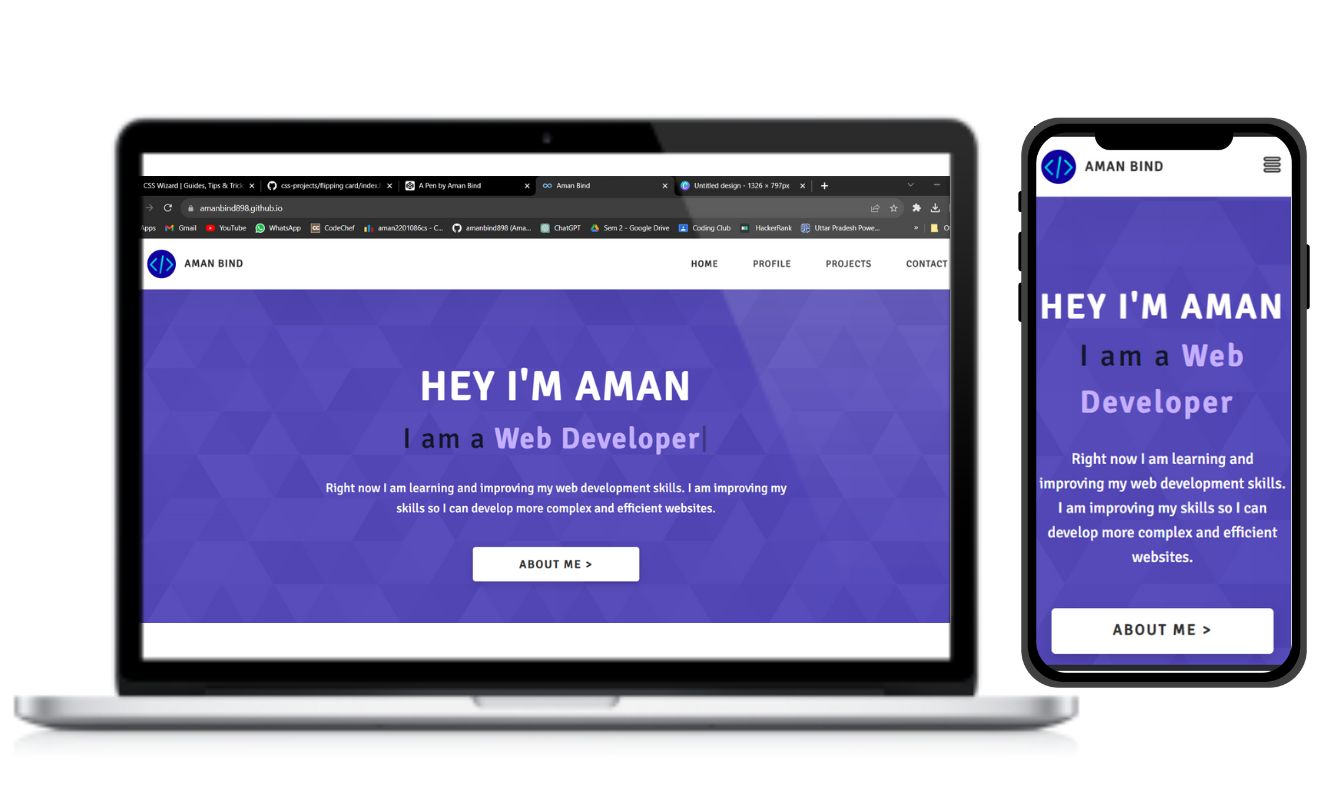 CSS Wizard | Guides, Tips & Trick
css-projects/flipping card/index.l
A Pen by Aman Bind
Aman Bind
Untitled design - 1326 × 797px
amanbind898.github.io
Apps
Gmail
YouTube
WhatsApp
CodeChef
aman2201086cs - C...
amanbind898 (Ama...
ChatGPT
Sem 2 - Google Drive
Coding Club
HackerRank
Uttar Pradesh Powe...
»
</> AMAN BIND
HOME PROFILE PROJECTS CONTACT
HEY I'M AMAN
I am a Web Developer|
Right now I am learning and improving my web development skills. I am improving my
skills so I can develop more complex and efficient websites.
ABOUT ME >
</> AMAN BIND
HEY I'M AMAN
I am a Web
Developer
Right now I am learning and
improving my web development skills.
I am improving my skills so I can
develop more complex and efficient
websites.
ABOUT ME >